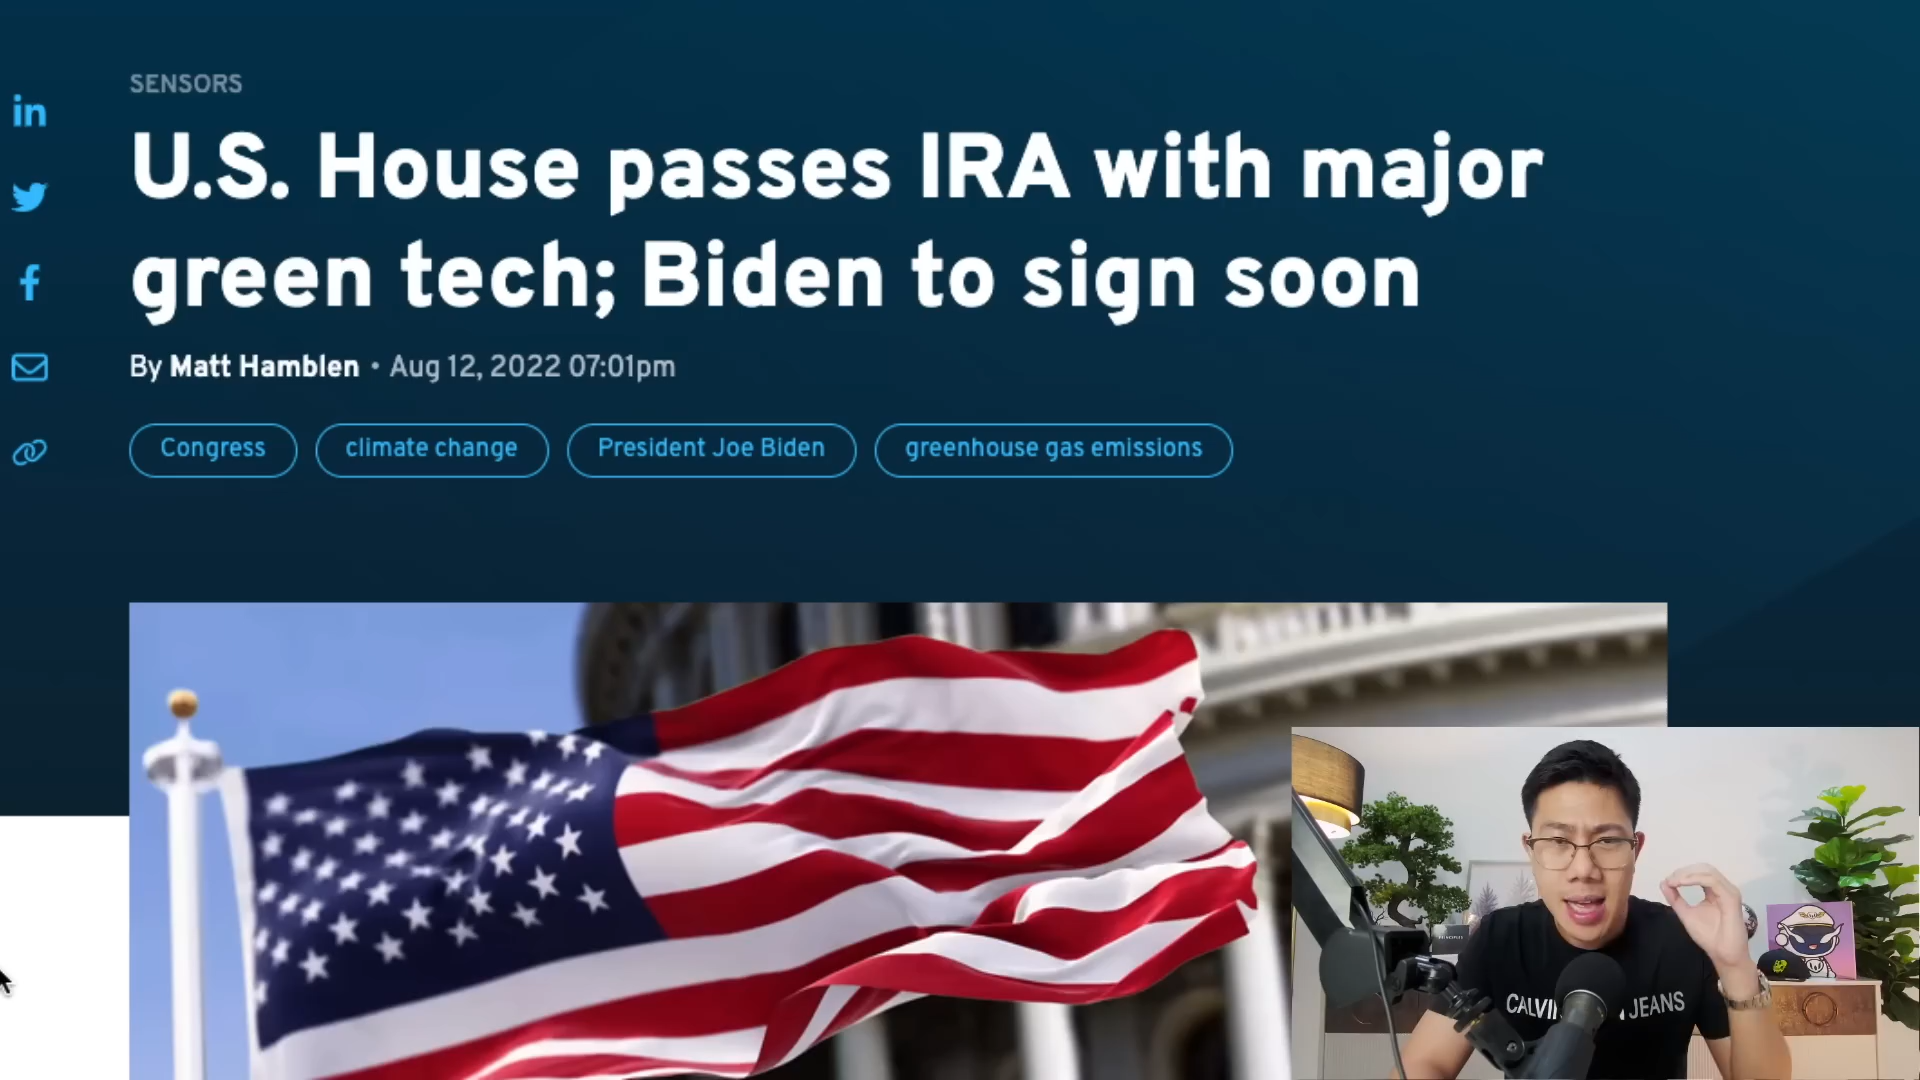 SENSORS
U.S. House passes IRA with major
green tech; Biden to sign soon
By Matt Hamblen • Aug 12, 2022 07:01pm
Congress
climate change
President Joe Biden
greenhouse gas emissions
JEANS